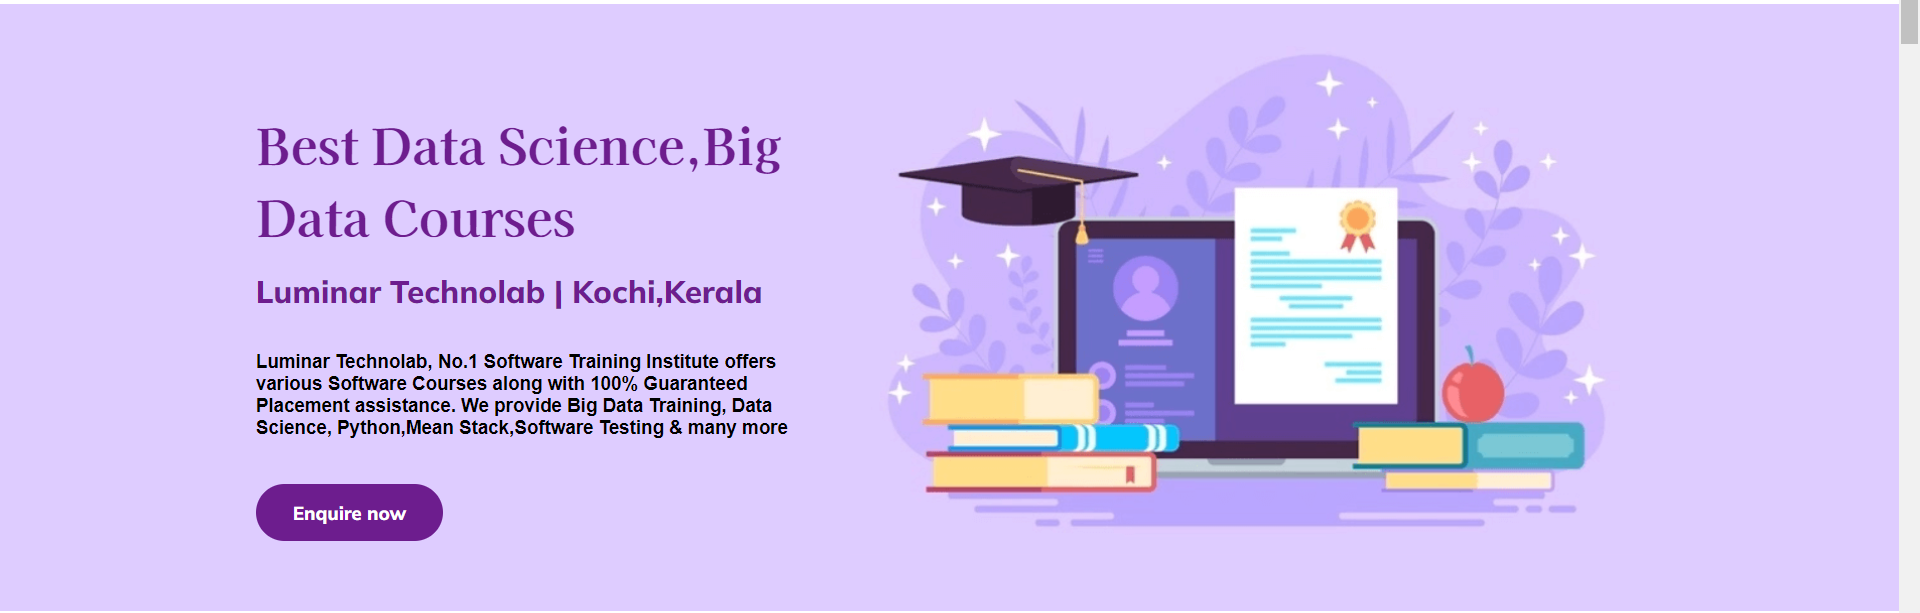 Best Data Science,Big
Data Courses
Luminar Technolab | Kochi,Kerala
Luminar Technolab, No.1 Software Training Institute offers
various Software Courses along with 100% Guaranteed
Placement assistance. We provide Big Data Training, Data
Science, Python,Mean Stack,Software Testing & many more
Enquire now